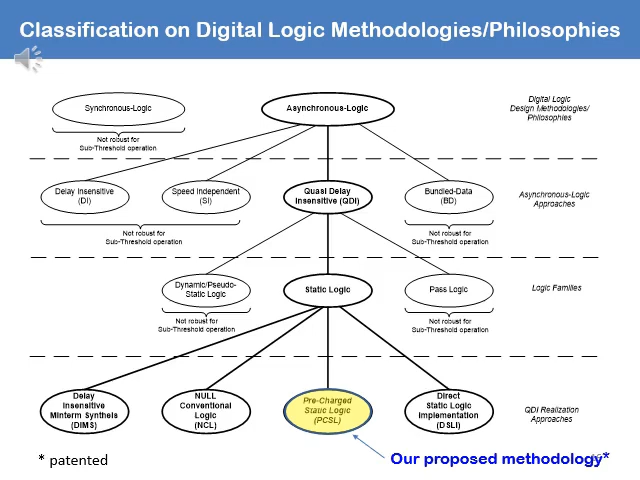 Classification on Digital Logic Methodologies/Philosophies
Synchronous-Logic
Asynchronous-Logic
Digital Logic
Design Methodologies/
Philosophies
Not robust for
Sub-Threshold operation
Delay Insensitive
(DI)
Speed Independent
(SI)
Quasi Delay
Insensitive (QDI)
Bundled-Data
(BD)
Asynchronous-Logic
Approaches
Not robust for
Sub-Threshold operation
Not robust for
Sub-Threshold operation
Dynamic/Pseudo-
Static Logic
Static Logic
Pass Logic
Logic Families
Not robust for
Sub-Threshold operation
Not robust for
Sub-Threshold operation
Delay
Insensitive
Minterm Syntheis
(DIMS)
NULL
Conventional
Logic
(NCL)
Pre-Charged
Static Logic
(PCSL)
Direct
Static Logic
Implementation
(DSLI)
QDI Realization
Approaches
* patented
Our proposed methodology*